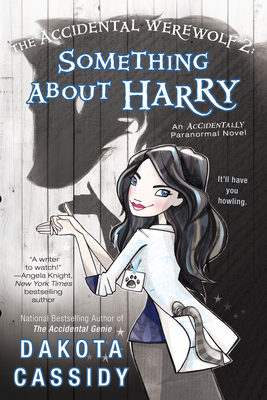 THE ACCIDENTAL WEREWOLF 2:
SOMETHING
ABOUT HARRY
AN ACCIDENTALLY
PARANORMAL NOVEL
It'll have
you
howling.
"A writer
to watch!"
—Angela Knight,
New York Times
bestselling
author
National Bestselling Author of
The Accidental Genie
DAKOTA
CASSIDY